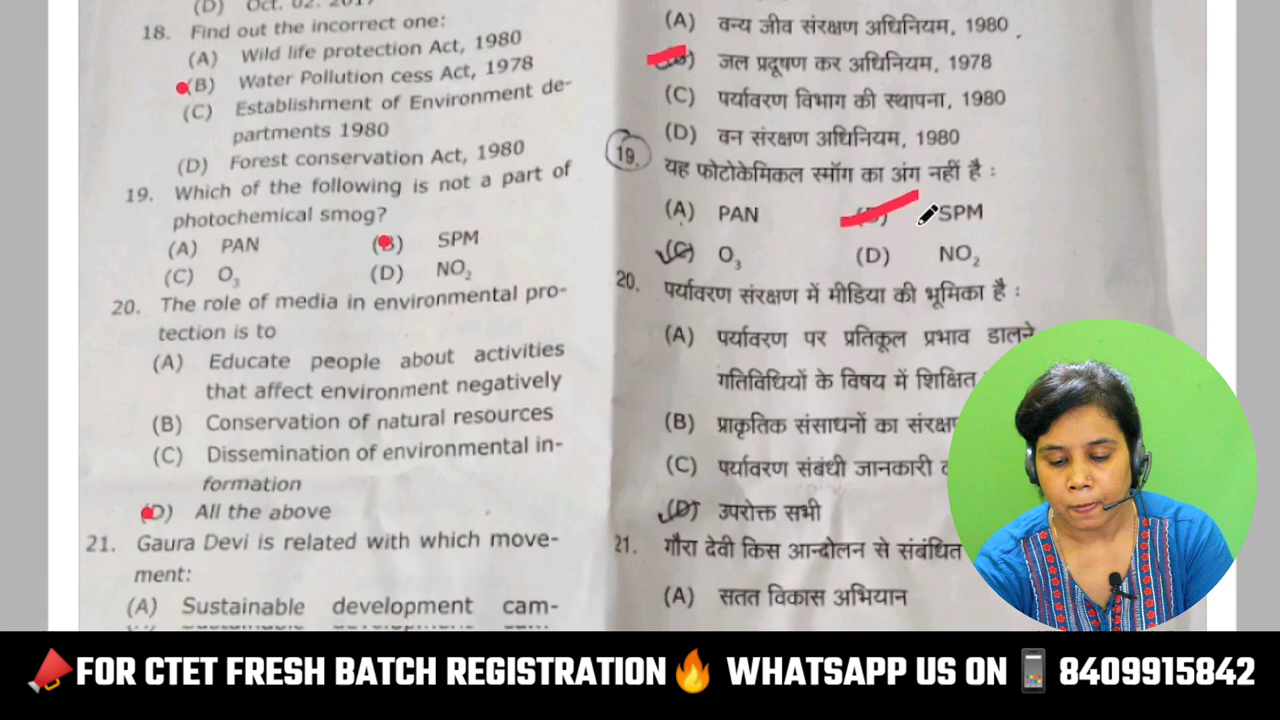 (D) Oct. 02. 2017
18. Find out the incorrect one:
(A) Wild life protection Act, 1980
(B) Water Pollution cess Act, 1978
(C) Establishment of Environment de-
partments 1980
(D) Forest conservation Act, 1980
19. Which of the following is not a part of
photochemical smog?
(A) PAN (B) SPM
(C) O₃ (D) NO₂
20. The role of media in environmental pro-
tection is to
(A) Educate people about activities
that affect environment negatively
(B) Conservation of natural resources
(C) Dissemination of environmental in-
formation
(D) All the above
21. Gaura Devi is related with which move-
ment:
(A) Sustainable development cam-
(A) वन्य जीव संरक्षण अधिनियम, 1980
जल प्रदूषण कर अधिनियम, 1978
(C) पर्यावरण विभाग की स्थापना, 1980
(D) वन संरक्षण अधिनियम, 1980
19. यह फोटोकेमिकल स्मॉग का अंग नहीं है :
(A) PAN (B) SPM
(C) O₃ (D) NO₂
20. पर्यावरण संरक्षण में मीडिया की भूमिका है :
(A) पर्यावरण पर प्रतिकूल प्रभाव डालने
गतिविधियों के विषय में शिक्षित
(B) प्राकृतिक संसाधनों का
(C) पर्यावरण संबंधी जानकारी
(D) उपरोक्त सभी
21. गौरा देवी किस आन्दोलन से संबंधित
(A) सतत विकास अभियान
FOR CTET FRESH BATCH REGISTRATION WHATSAPP US ON 8409915842